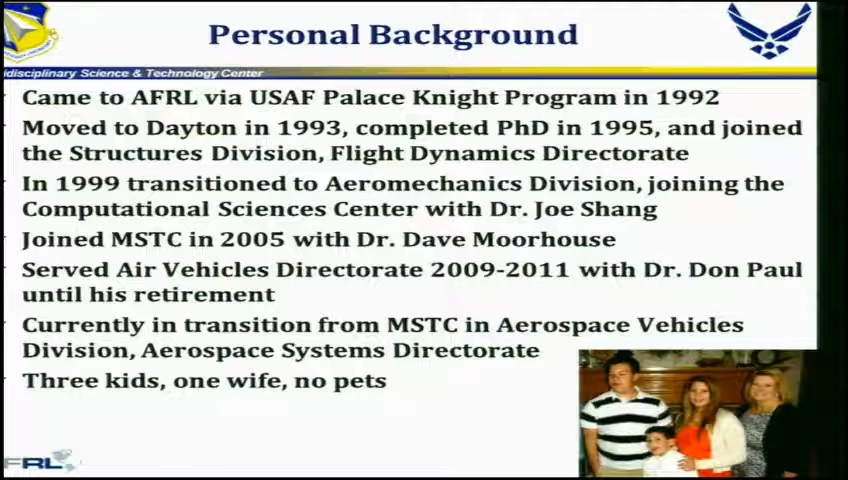 Personal Background
idisciplinary Science & Technology Center
Came to AFRL via USAF Palace Knight Program in 1992
Moved to Dayton in 1993, completed PhD in 1995, and joined
the Structures Division, Flight Dynamics Directorate
In 1999 transitioned to Aeromechanics Division, joining the
Computational Sciences Center with Dr. Joe Shang
Joined MSTC in 2005 with Dr. Dave Moorhouse
Served Air Vehicles Directorate 2009-2011 with Dr. Don Paul
until his retirement
Currently in transition from MSTC in Aerospace Vehicles
Division, Aerospace Systems Directorate
Three kids, one wife, no pets
FRL